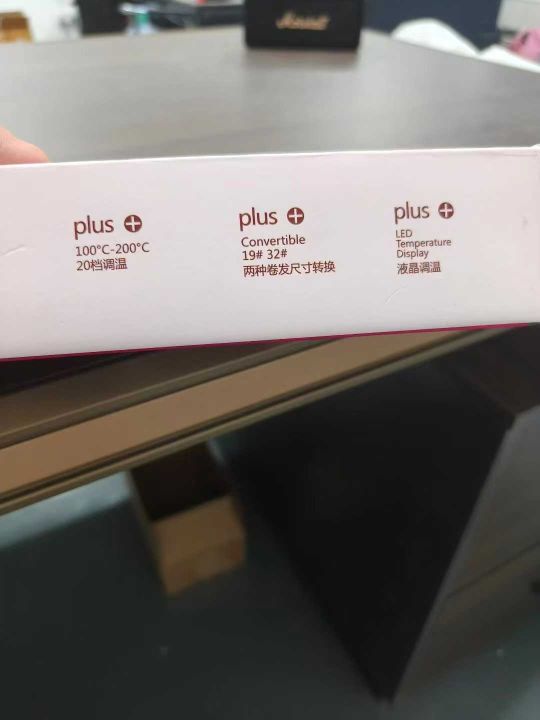 Marshall
plus
100°C-200°C
20档调温
plus
Convertible
19# 32#
两种卷发尺寸转换
plus
LED
Temperature
Display
液晶调温